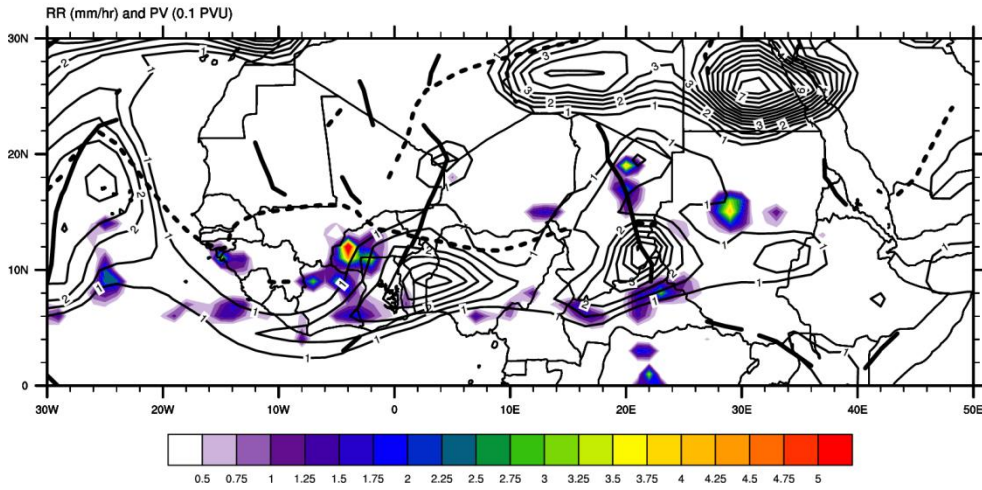 RR (mm/hr) and PV (0.1 PVU)
30N
20N
10N
0
30W 20W 10W 0 10E 20E 30E 40E 50E
0.5 0.75 1 1.25 1.5 1.75 2 2.25 2.5 2.75 3 3.25 3.5 3.75 4 4.25 4.5 4.75 5